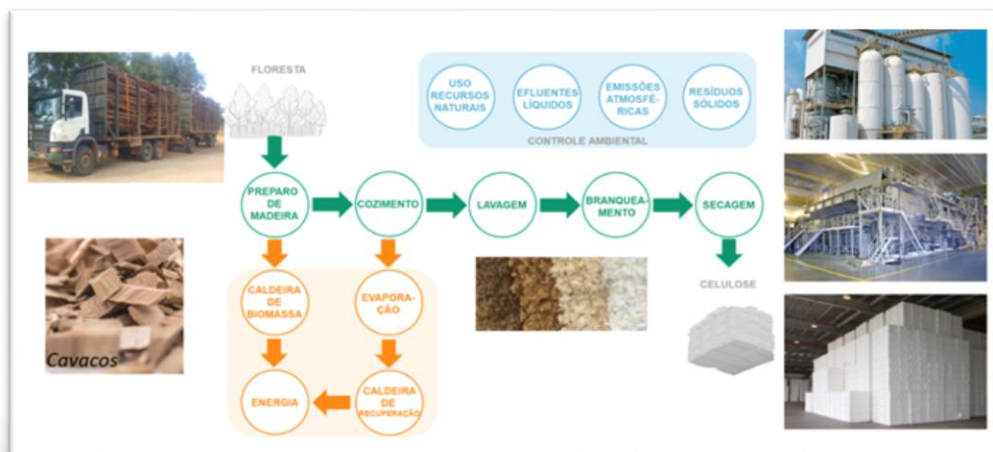 FLORESTA
USO
RECURSOS
NATURAIS
EFLUENTES
LÍQUIDOS
EMISSÕES
ATMOSFÉ-
RICAS
RESÍDUOS
SÓLIDOS
CONTROLE AMBIENTAL
PREPARO
DE
MADEIRA
COZIMENTO
LAVAGEM
BRANQUEA-
MENTO
SECAGEM
CALDEIRA
DE
BIOMASSA
EVAPORA-
ÇÃO
CELULOSE
Cavacos
ENERGIA
CALDEIRA
DE
RECUPERAÇÃO